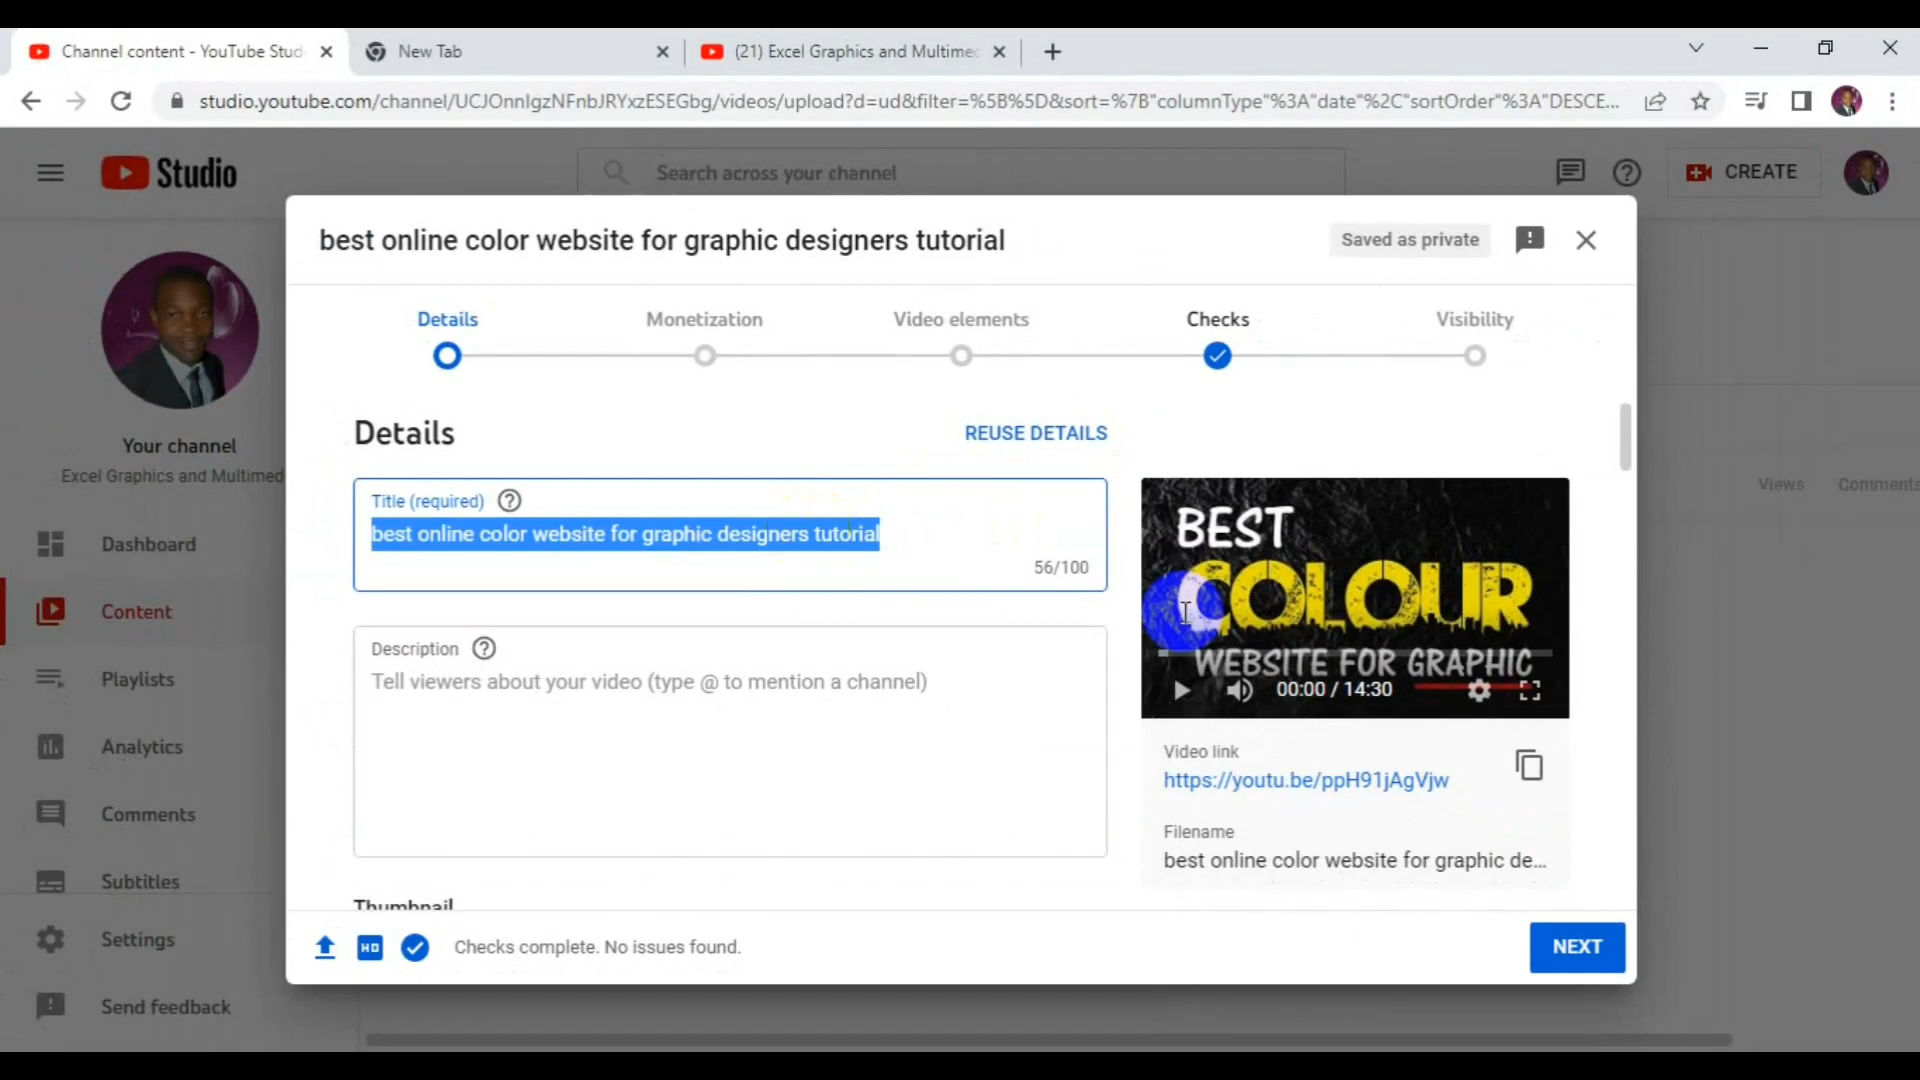 Channel content - YouTube Stud
New Tab
(21) Excel Graphics and Multimed
studio.youtube.com/channel/UCJOnnlgzNFnbJRYxzESEGbg/videos/upload?d=ud&filter=%5B%5D&sort=%7B"columnType"%3A"date"%2C"sortOrder"%3A"DESCE...
Studio
Search across your channel
CREATE
best online color website for graphic designers tutorial
Saved as private
Details
Monetization
Video elements
Checks
Visibility
Your channel
Excel Graphics and Multimed
Dashboard
Content
Playlists
Analytics
Comments
Subtitles
Settings
Send feedback
Details
REUSE DETAILS
Title (required)
best online color website for graphic designers tutorial
56/100
Description
Tell viewers about your video (type @ to mention a channel)
Thumbnail
BEST
COLOUR
WEBSITE FOR GRAPHIC
00:00 / 14:30
Video link
https://youtu.be/ppH91jAgVjw
Filename
best online color website for graphic de...
Views
Comments
HD
Checks complete. No issues found.
NEXT